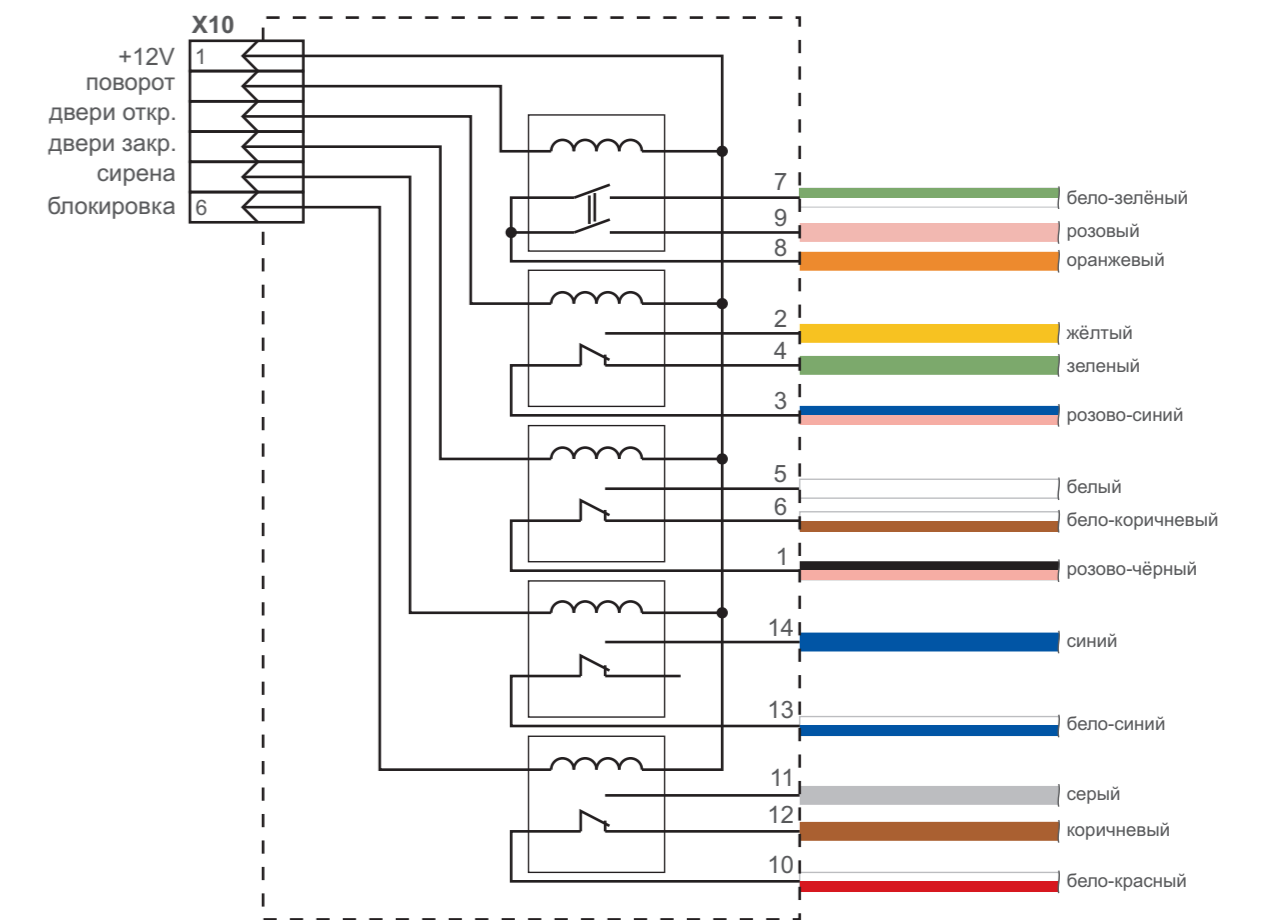 X10
+12V 1
поворот
двери откр.
двери закр.
сирена
блокировка 6
7 бело-зелёный
9 розовый
8 оранжевый
2 жёлтый
4 зеленый
3 розово-синий
5 белый
6 бело-коричневый
1 розово-чёрный
14 синий
13 бело-синий
11 серый
12 коричневый
10 бело-красный